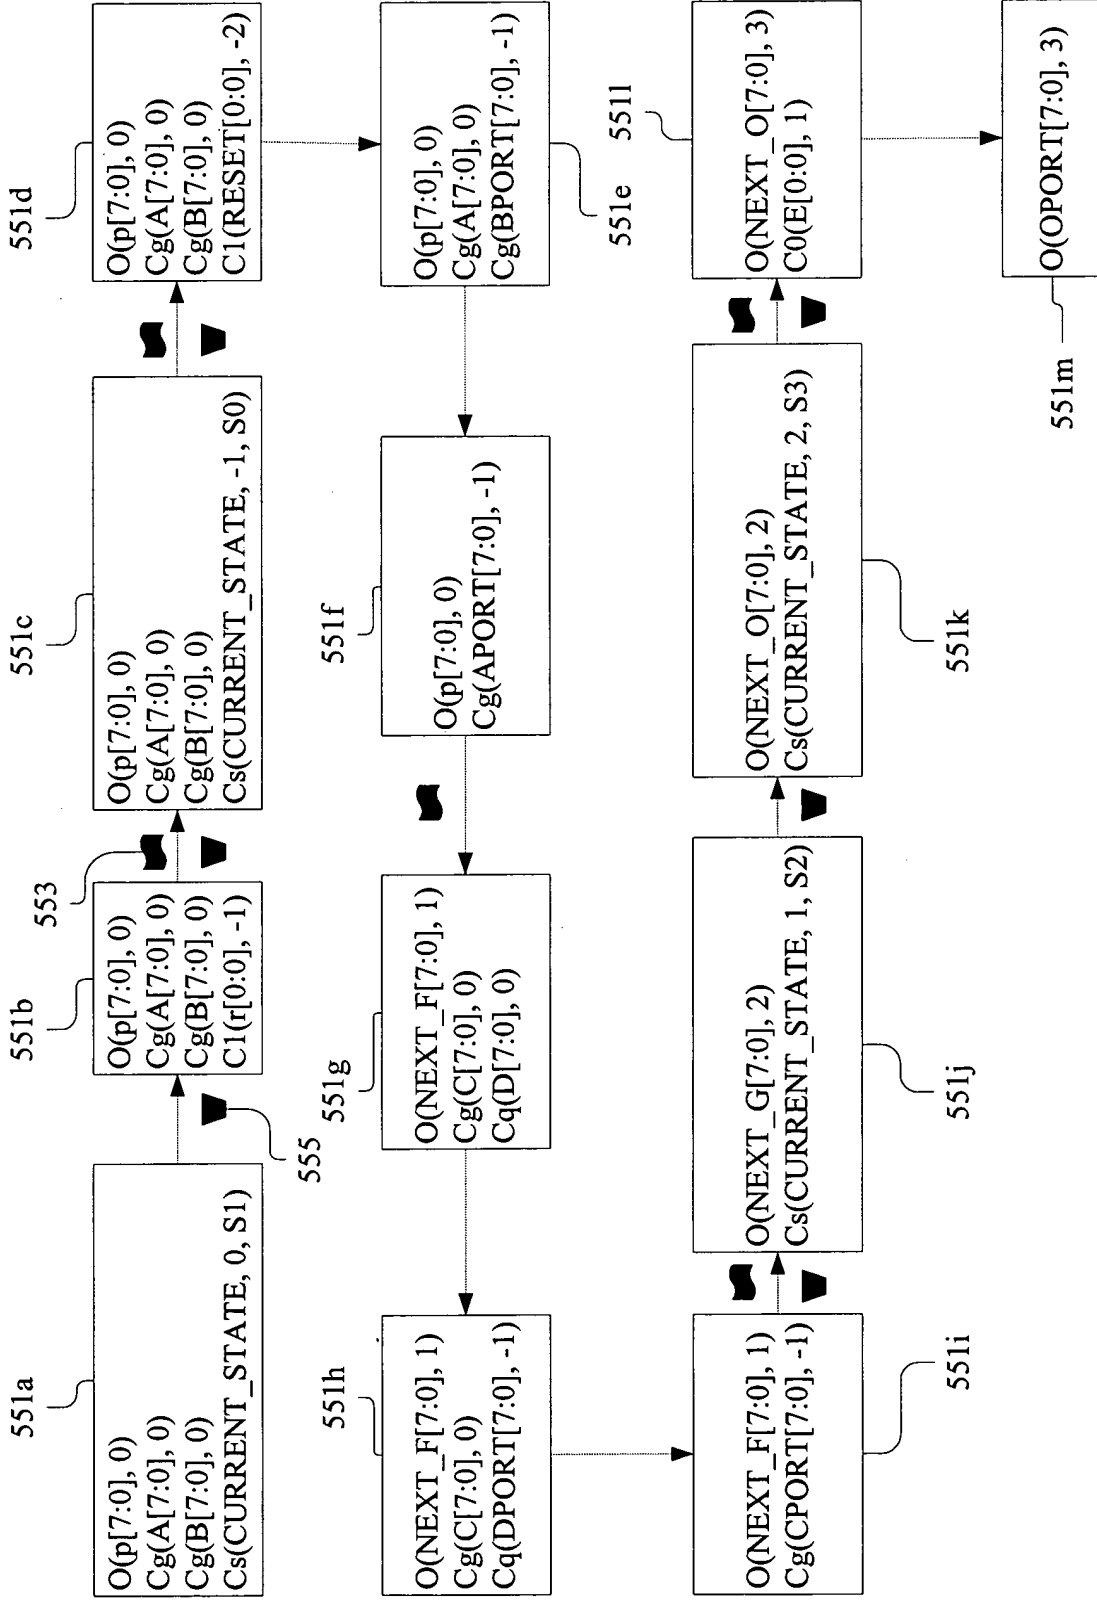 551a
O(p[7:0], 0)
Cg(A[7:0], 0)
Cg(B[7:0], 0)
Cs(CURRENT_STATE, 0, S1)
555
551b
O(p[7:0], 0)
Cg(A[7:0], 0)
Cg(B[7:0], 0)
C1(r[0:0], -1)
553
551c
O(p[7:0], 0)
Cg(A[7:0], 0)
Cg(B[7:0], 0)
Cs(CURRENT_STATE, -1, S0)
551d
O(p[7:0], 0)
Cg(A[7:0], 0)
Cg(B[7:0], 0)
C1(RESET[0:0], -2)
O(p[7:0], 0)
Cg(A[7:0], 0)
Cg(BPORT[7:0], -1)
551e
551f
O(p[7:0], 0)
Cg(APORT[7:0], -1)
551g
O(NEXT_F[7:0], 1)
Cg(C[7:0], 0)
Cq(D[7:0], 0)
551h
O(NEXT_F[7:0], 1)
Cg(C[7:0], 0)
Cq(DPORT[7:0], -1)
O(NEXT_F[7:0], 1)
Cg(CPORT[7:0], -1)
551i
O(NEXT_G[7:0], 2)
Cs(CURRENT_STATE, 1, S2)
551j
O(NEXT_O[7:0], 2)
Cs(CURRENT_STATE, 2, S3)
551k
551l
O(NEXT_O[7:0], 3)
C0(E[0:0], 1)
O(OPORT[7:0], 3)
551m